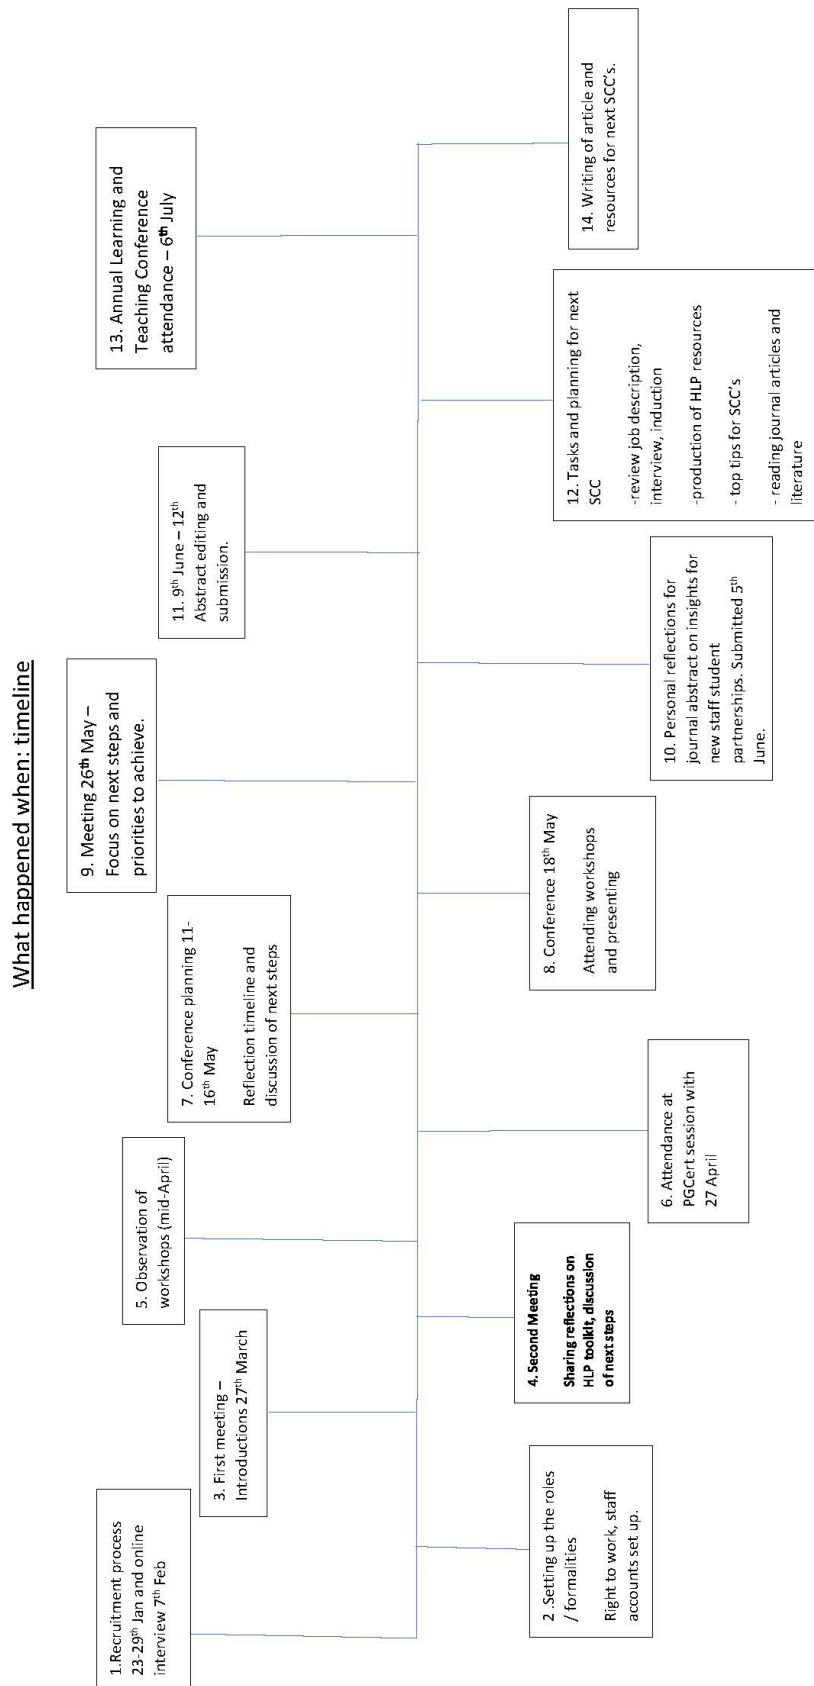 What happened when: timeline
1.Recruitment process
23-29th Jan and online
interview 7th Feb
2 .Setting up the roles
/ formalities
Right to work, staff
accounts set up.
3. First meeting –
Introductions 27th March
4. Second Meeting
Sharing reflections on
HLP toolkit, discussion
of next steps
5. Observation of
workshops (mid-April)
6. Attendance at
PGCert session with
27 April
7. Conference planning 11-
16th May
Reflection timeline and
discussion of next steps
8. Conference 18th May
Attending workshops
and presenting
9. Meeting 26th May –
Focus on next steps and
priorities to achieve.
10. Personal reflections for
journal abstract on insights for
new staff student
partnerships. Submitted 5th
June.
11. 9th June – 12th
Abstract editing and
submission.
12. Tasks and planning for next
SCC
-review job description,
interview, induction
-production of HLP resources
- top tips for SCC's
- reading journal articles and
literature
13. Annual Learning and
Teaching Conference
attendance – 6th July
14. Writing of article and
resources for next SCC's.